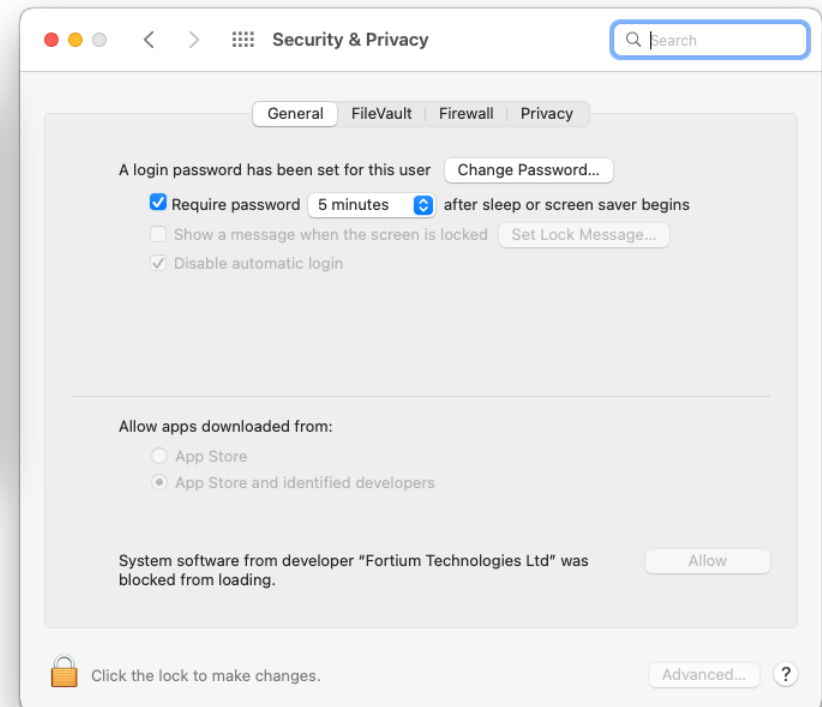 Security & Privacy
Search
General FileVault Firewall Privacy
A login password has been set for this user Change Password...
Require password 5 minutes after sleep or screen saver begins
Show a message when the screen is locked Set Lock Message...
Disable automatic login
Allow apps downloaded from:
App Store
App Store and identified developers
System software from developer “Fortium Technologies Ltd” was
blocked from loading.
Allow
Click the lock to make changes.
Advanced... ?